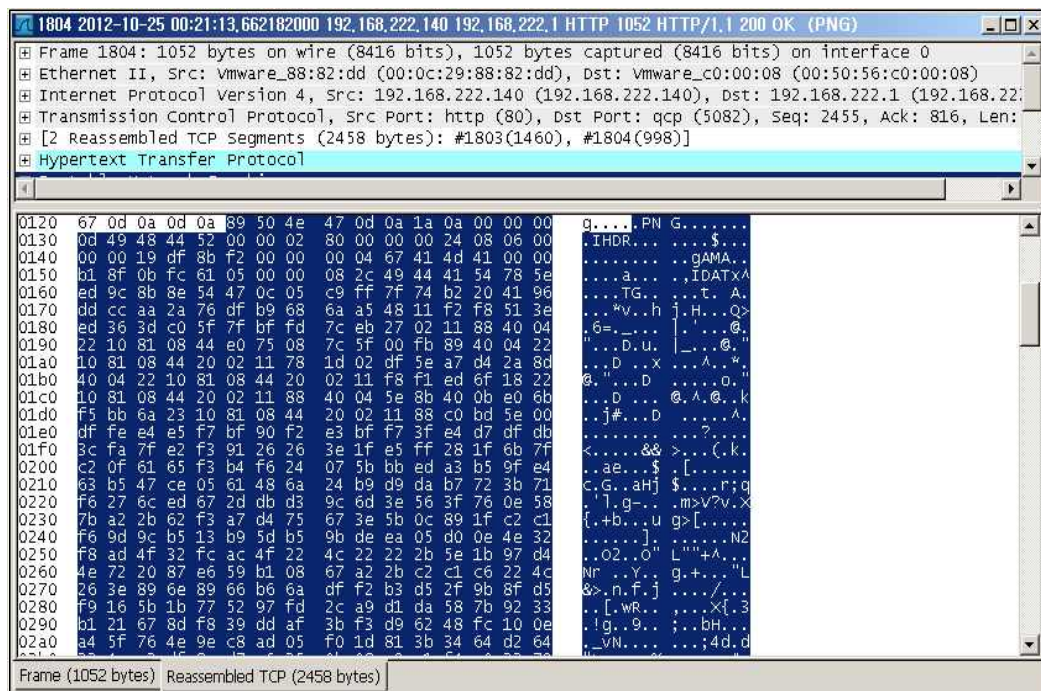 1804 2012-10-25 00:21:13.662182000 192.168.222.140 192.168.222.1 HTTP 1052 HTTP/1.1 200 OK (PNG)
Frame 1804: 1052 bytes on wire (8416 bits), 1052 bytes captured (8416 bits) on interface 0
Ethernet II, Src: Vmware_88:82:dd (00:0c:29:88:82:dd), Dst: Vmware_c0:00:08 (00:50:56:c0:00:08)
Internet Protocol Version 4, Src: 192.168.222.140 (192.168.222.140), Dst: 192.168.222.1 (192.168.22
Transmission Control Protocol, Src Port: http (80), Dst Port: qcp (5082), Seq: 2455, Ack: 816, Len:
[2 Reassembled TCP Segments (2458 bytes): #1803(1460), #1804(998)]
Hypertext Transfer Protocol
0120 67 0d 0a 0d 0a 89 50 4e 47 0d 0a 1a 0a 00 00 00 g.....PN G.......
0130 0d 49 48 44 52 00 00 02 80 00 00 00 24 08 06 00 .IHDR... ....$...
0140 00 00 19 df 8b f2 00 00 00 04 67 41 4d 41 00 00 ........ ..gAMA..
0150 b1 8f 0b fc 61 05 00 00 08 2c 49 44 41 54 78 5e ....a... .,IDATx^
0160 ed 9c 8b 8e 54 47 0c 05 c9 ff 7f 74 b2 20 41 96 ....TG.. ...t. A.
0170 dd cc aa 2a 76 df b9 68 6a a5 48 11 f2 f8 51 3e ...*v..h j.H...Q>
0180 ed 36 3d c0 5f 7f bf fd 7c eb 27 02 11 88 40 04 .6=._... |.'...@.
0190 22 10 81 08 44 e0 75 08 7c 5f 00 fb 89 40 04 22 "...D.u. |_...@."
01a0 10 81 08 44 20 02 11 78 1d 02 df 5e a7 d4 2a 8d ...D ..x ...^..*.
01b0 40 04 22 10 81 08 44 20 02 11 f8 f1 ed 6f 18 22 @."...D .....o."
01c0 10 81 08 44 20 02 11 88 40 04 5e 8b 40 0b e0 6b ...D ... @.^.@..k
01d0 f5 bb 6a 23 10 81 08 44 20 02 11 88 c0 bd 5e 00 ..j#...D .....^.
01e0 df fe e4 e5 f7 bf 90 f2 e3 bf f7 3f e4 d7 df db ........ ...?....
01f0 3c fa 7f e2 f3 91 26 26 3e 1f e5 ff 28 1f 6b 7f <.....&& >...(.k.
0200 c2 0f 61 65 f3 b4 f6 24 07 5b bb ed a3 b5 9f e4 ..ae...$ .[......
0210 63 b5 47 ce 05 61 48 6a 24 b9 d9 da b7 72 3b 71 c.G..aHj $....r;q
0220 f6 27 6c ed 67 2d db d3 9c 6d 3e 56 3f 76 0e 58 .'l.g-.. .m>V?v.X
0230 7b a2 2b 62 f3 a7 d4 75 67 3e 5b 0c 89 1f c2 c1 {.+b...u g>[.....
0240 f6 9d 9c b5 13 b9 5d b5 9b de ea 05 d0 0e 4e 32 ......]. ......N2
0250 f8 ad 4f 32 fc ac 4f 22 4c 22 22 2b 5e 1b 97 d4 ..O2..O" L""+^...
0260 4e 72 20 87 e6 59 b1 08 67 a2 2b c2 c1 c6 22 4c Nr ..Y.. g.+..."L
0270 26 3e 89 6e 89 66 b6 6a df f2 b3 d5 2f 9b 8f d5 &>.n.f.j ..../...
0280 f9 16 5b 1b 77 52 97 fd 2c a9 d1 da 58 7b 92 33 ..[.wR.. ,...X{.3
0290 b1 21 67 8d f8 39 dd af 3b f3 d9 62 48 fc 10 0e .!g..9.. ;..bH...
02a0 a4 5f 76 4e 9e c8 ad 05 f0 1d 81 3b 34 64 d2 64 ._vN.... ...;4d.d
Frame (1052 bytes) Reassembled TCP (2458 bytes)